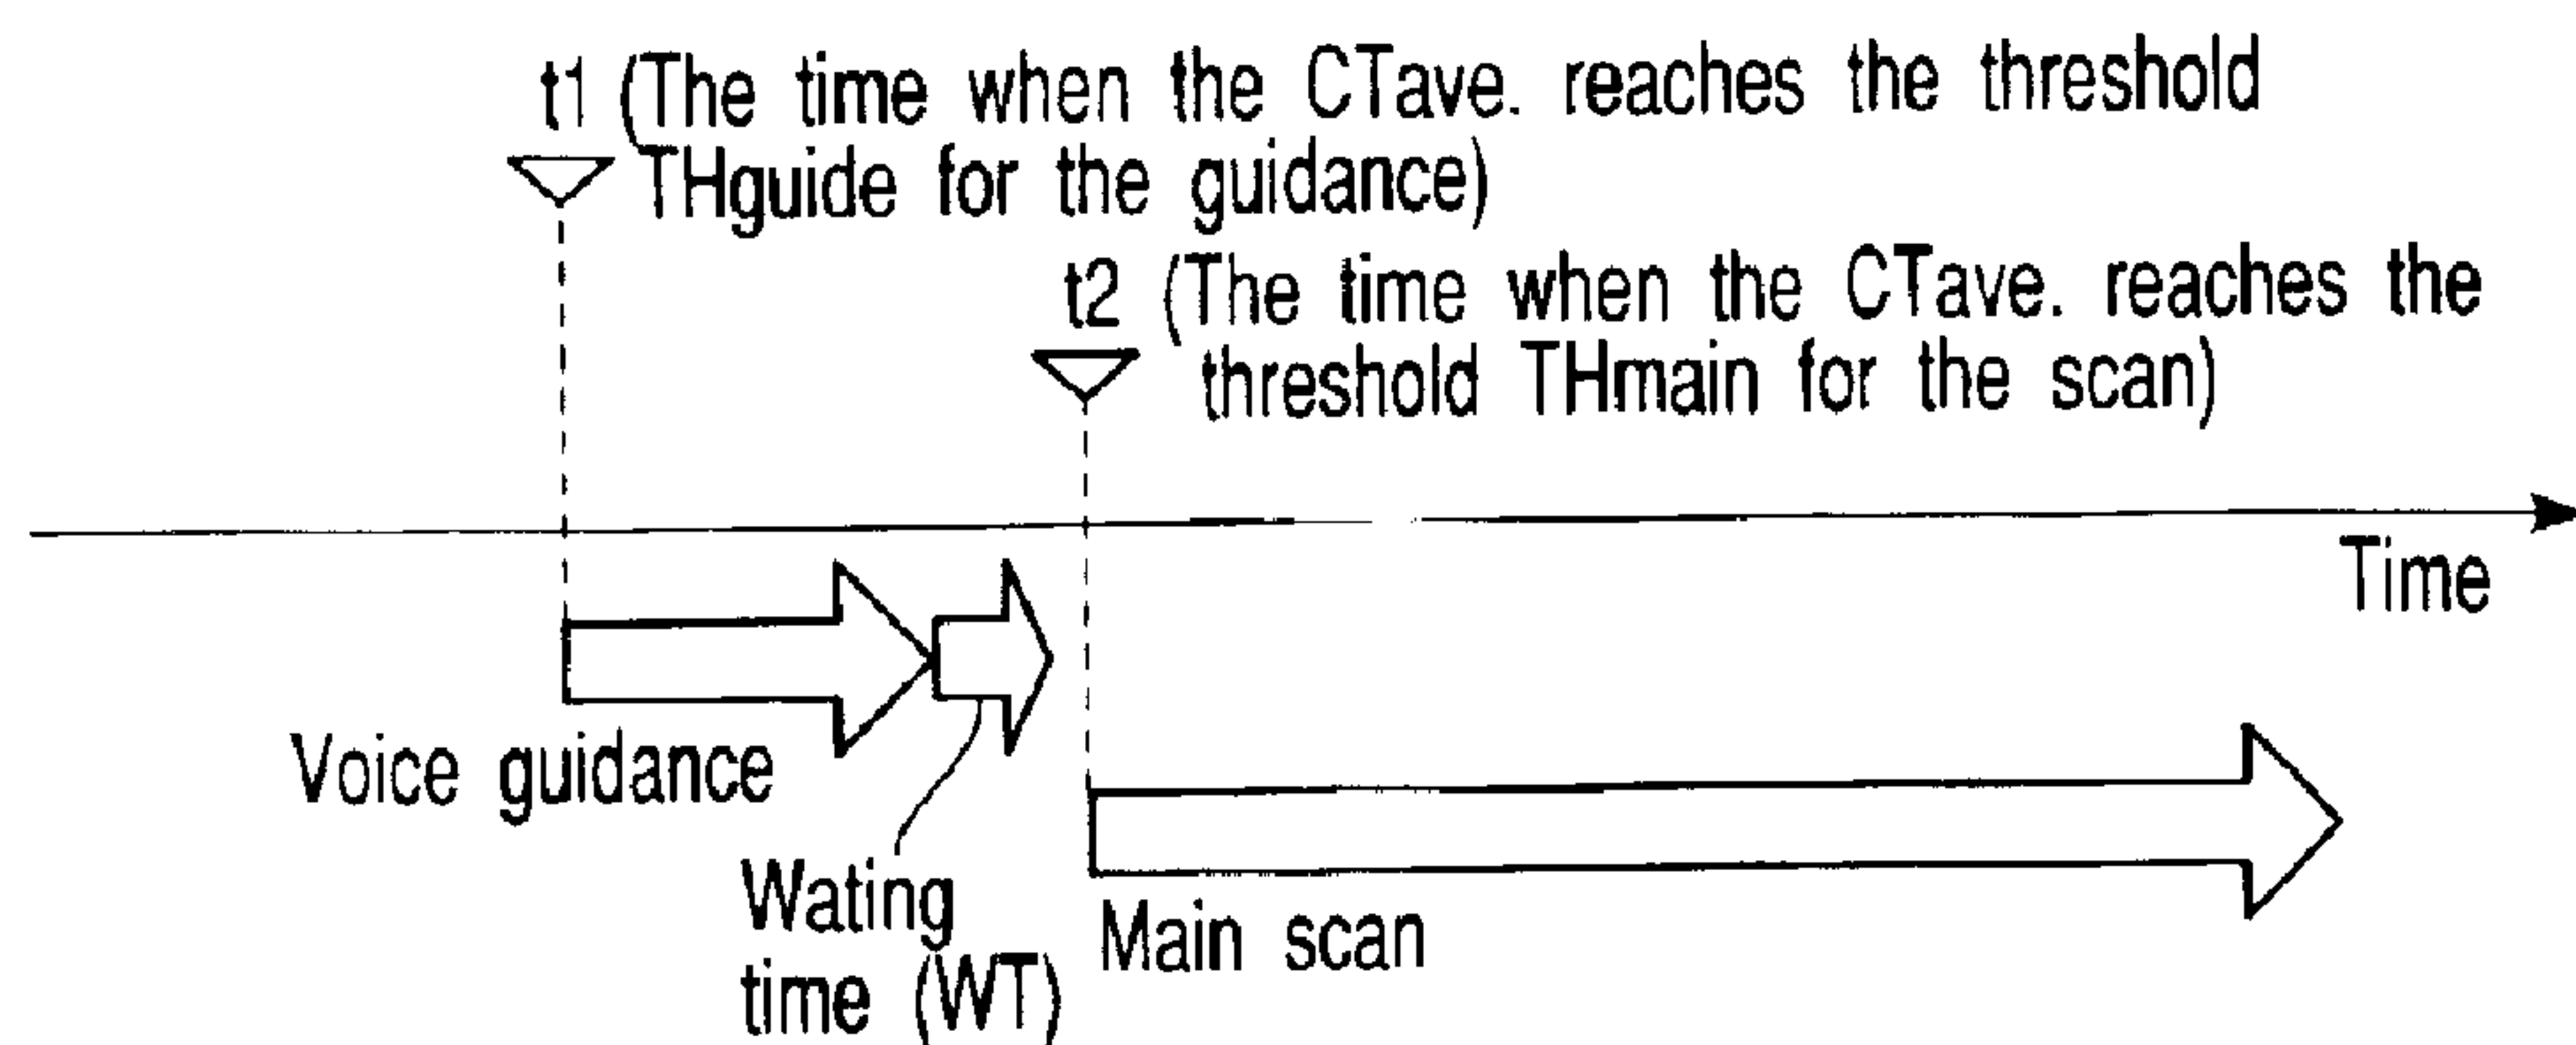 t1 (The time when the CTave. reaches the threshold
THguide for the guidance)
t2 (The time when the CTave. reaches the
threshold THmain for the scan)
Time
Voice guidance
Wating
time (WT)
Main scan